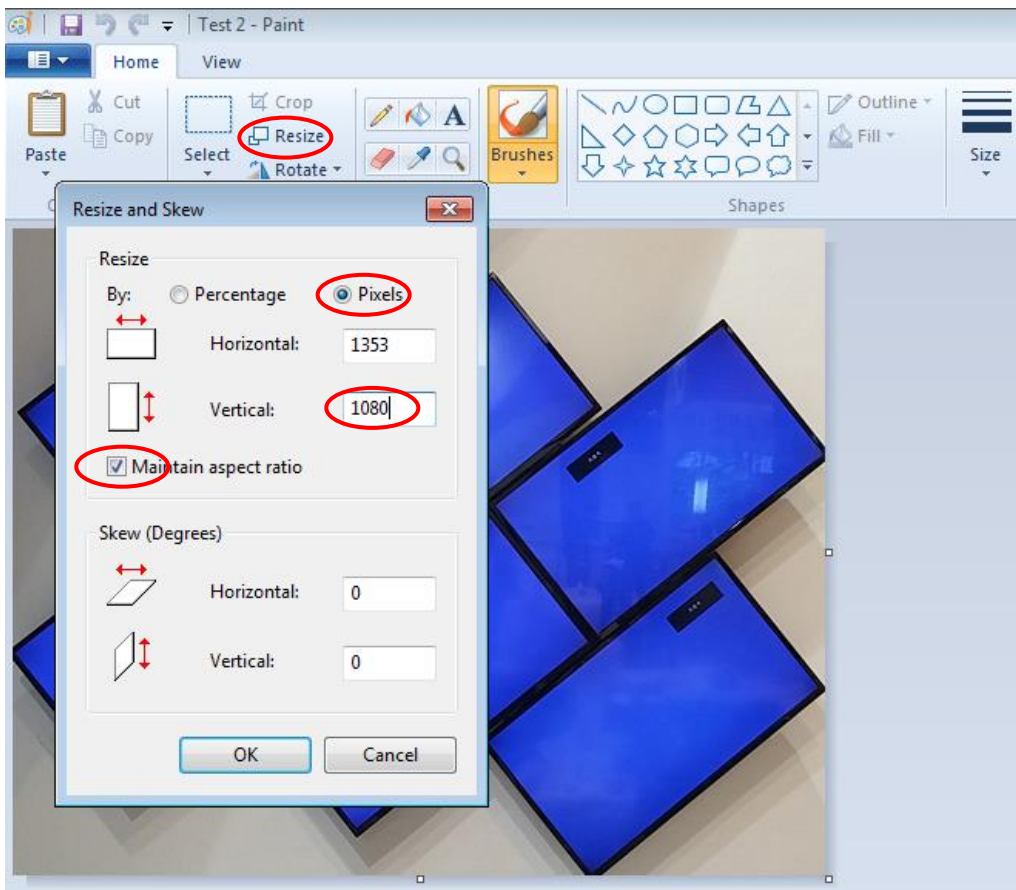 Test 2 - Paint
Home View
Cut
Copy
Paste
Select
Crop
Resize
Rotate
A
Brushes
Outline
Fill
Size
Shapes
Resize and Skew
Resize
By: Percentage Pixels
Horizontal: 1353
Vertical: 1080
Maintain aspect ratio
Skew (Degrees)
Horizontal: 0
Vertical: 0
OK Cancel